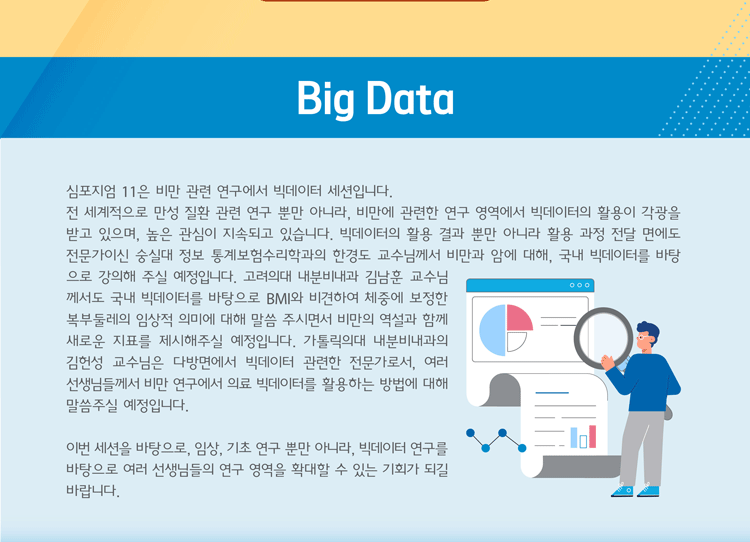 Big Data
심포지엄 11은 비만 관련 연구에서 빅데이터 세션입니다.
전 세계적으로 만성 질환 관련 연구 뿐만 아니라, 비만에 관련한 연구 영역에서 빅데이터의 활용이 각광을
받고 있으며, 높은 관심이 지속되고 있습니다. 빅데이터의 활용 결과 뿐만 아니라 활용 과정 전달 면에도
전문가이신 숭실대 정보 통계보험수리학과의 한경도 교수님께서 비만과 암에 대해, 국내 빅데이터를 바탕
으로 강의해 주실 예정입니다. 고려의대 내분비내과 김남훈 교수님
께서도 국내 빅데이터를 바탕으로 BMI와 비견하여 체중에 보정한
복부둘레의 임상적 의미에 대해 말씀 주시면서 비만의 역설과 함께
새로운 지표를 제시해주실 예정입니다. 가톨릭의대 내분비내과의
김헌성 교수님은 다방면에서 빅데이터 관련한 전문가로서, 여러
선생님들께서 비만 연구에서 의료 빅데이터를 활용하는 방법에 대해
말씀주실 예정입니다.
이번 세션을 바탕으로, 임상, 기초 연구 뿐만 아니라, 빅데이터 연구를
바탕으로 여러 선생님들의 연구 영역을 확대할 수 있는 기회가 되길
바랍니다.